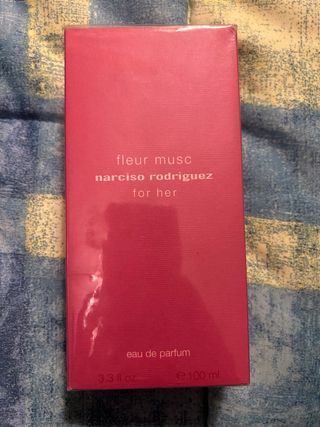 fleur musc
narciso rodriguez
for her
eau de parfum
3.3 fl oz. ℮ 100 ml